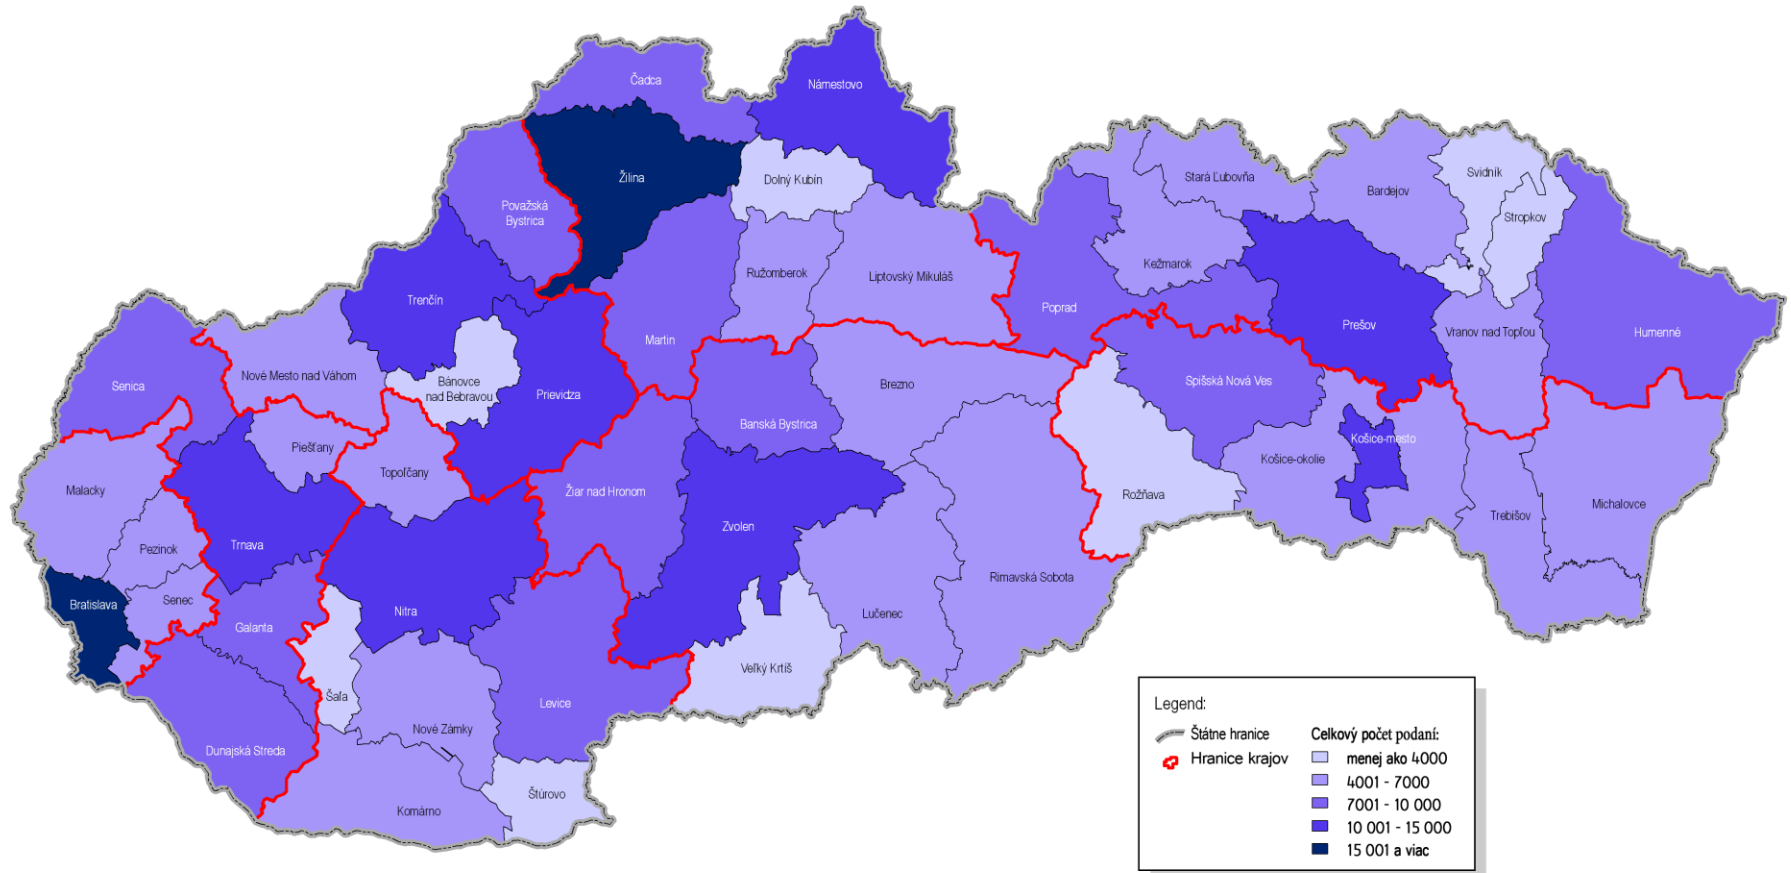 Čadca
Námestovo
Žilina
Dolný Kubín
Stará Ľubovňa
Bardejov
Svidník
Stropkov
Považská
Bystrica
Ružomberok
Liptovský Mikuláš
Kežmarok
Trenčín
Poprad
Prešov
Vranov nad Topľou
Humenné
Martin
Senica
Nové Mesto nad Váhom
Bánovce
nad Bebravou
Prievidza
Brezno
Spišská Nová Ves
Banská Bystrica
Piešťany
Topoľčany
Košice-mesto
Košice-okolie
Malacky
Žiar nad Hronom
Rožňava
Michalovce
Trebišov
Zvolen
Pezinok
Trnava
Rimavská Sobota
Bratislava
Senec
Nitra
Lučenec
Galanta
Veľký Krtíš
Šaľa
Levice
Nové Zámky
Dunajská Streda
Štúrovo
Komárno
Legend:
Štátne hranice
Hranice krajov
Celkový počet podaní:
menej ako 4000
4001 - 7000
7001 - 10 000
10 001 - 15 000
15 001 a viac